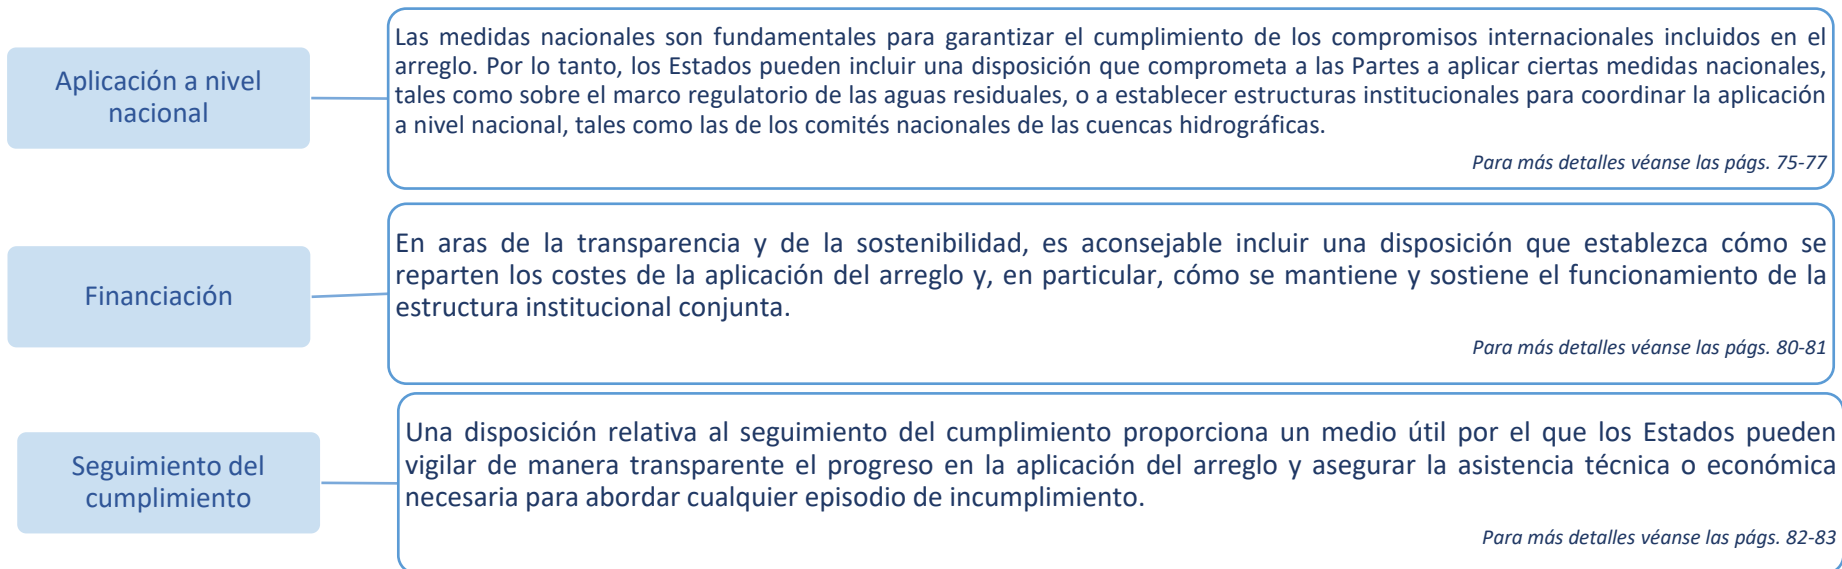 Aplicación a nivel
nacional
Las medidas nacionales son fundamentales para garantizar el cumplimiento de los compromisos internacionales incluidos en el
arreglo. Por lo tanto, los Estados pueden incluir una disposición que comprometa a las Partes a aplicar ciertas medidas nacionales,
tales como sobre el marco regulatorio de las aguas residuales, o a establecer estructuras institucionales para coordinar la aplicación
a nivel nacional, tales como las de los comités nacionales de las cuencas hidrográficas.
Para más detalles véanse las págs. 75-77
Financiación
En aras de la transparencia y de la sostenibilidad, es aconsejable incluir una disposición que establezca cómo se
reparten los costes de la aplicación del arreglo y, en particular, cómo se mantiene y sostiene el funcionamiento de la
estructura institucional conjunta.
Para más detalles véanse las págs. 80-81
Seguimiento del
cumplimiento
Una disposición relativa al seguimiento del cumplimiento proporciona un medio útil por el que los Estados pueden
vigilar de manera transparente el progreso en la aplicación del arreglo y asegurar la asistencia técnica o económica
necesaria para abordar cualquier episodio de incumplimiento.
Para más detalles véanse las págs. 82-83